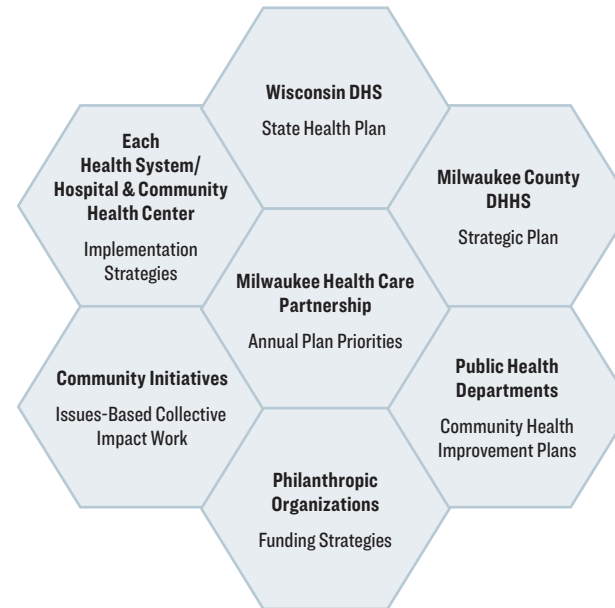 Wisconsin DHS
State Health Plan
Each
Health System/
Hospital & Community
Health Center
Implementation
Strategies
Milwaukee County
DHHS
Strategic Plan
Milwaukee Health Care
Partnership
Annual Plan Priorities
Community Initiatives
Issues-Based Collective
Impact Work
Public Health
Departments
Community Health
Improvement Plans
Philanthropic
Organizations
Funding Strategies